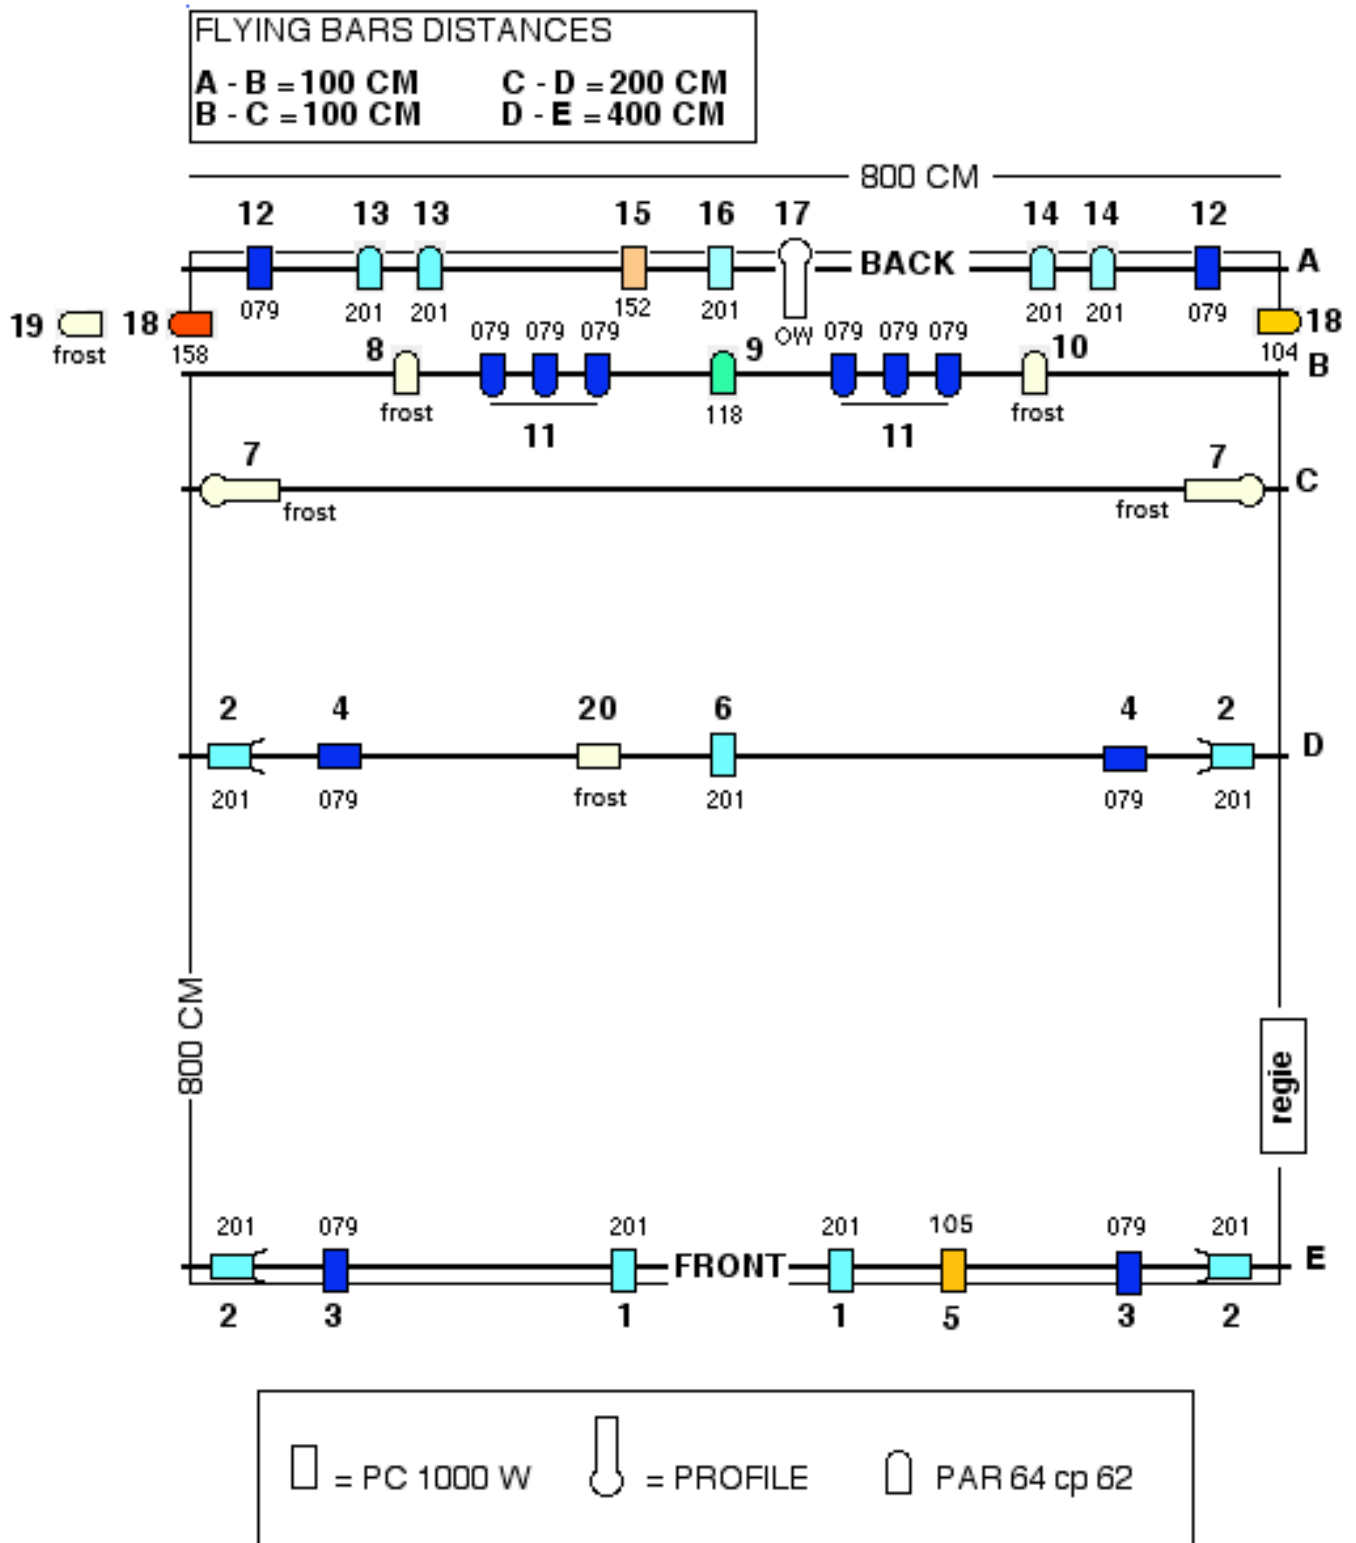 FLYING BARS DISTANCES
A - B = 100 CM C - D = 200 CM
B - C = 100 CM D - E = 400 CM
800 CM
12 13 13 15 16 17 14 14 12
BACK A
079 201 201 152 201 OW 201 201 079
19 18 18
frost 158 104
079 079 079 079 079 079
8 9 10 B
frost 118 frost
11 11
7 7
C
frost frost
2 4 20 6 4 2
D
201 079 frost 201 079 201
800 CM
regie
201 079 201 201 105 079 201
FRONT E
2 3 1 1 5 3 2
= PC 1000 W = PROFILE PAR 64 cp 62